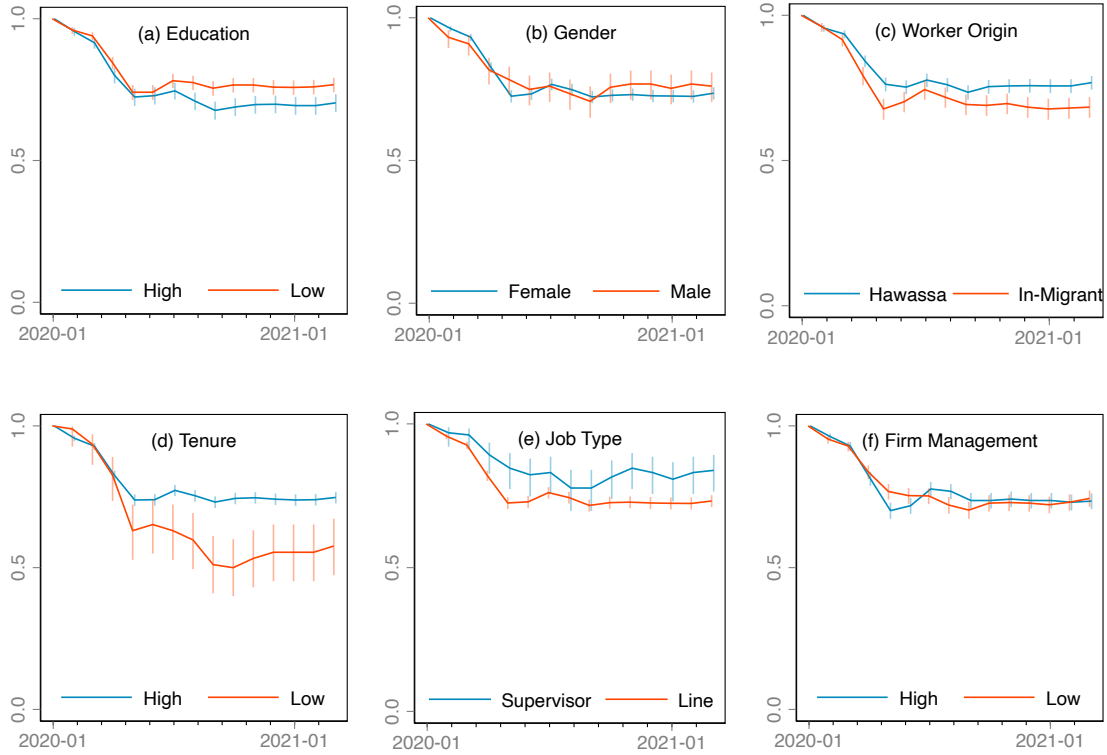 (a) Education
1.0
0.5
0.0
High Low
2020-01 2021-01
(b) Gender
1.0
0.5
0.0
Female Male
2020-01 2021-01
(c) Worker Origin
1.0
0.5
0.0
Hawassa In-Migrant
2020-01 2021-01
(d) Tenure
1.0
0.5
0.0
High Low
2020-01 2021-01
(e) Job Type
1.0
0.5
0.0
Supervisor Line
2020-01 2021-01
(f) Firm Management
1.0
0.5
0.0
High Low
2020-01 2021-01